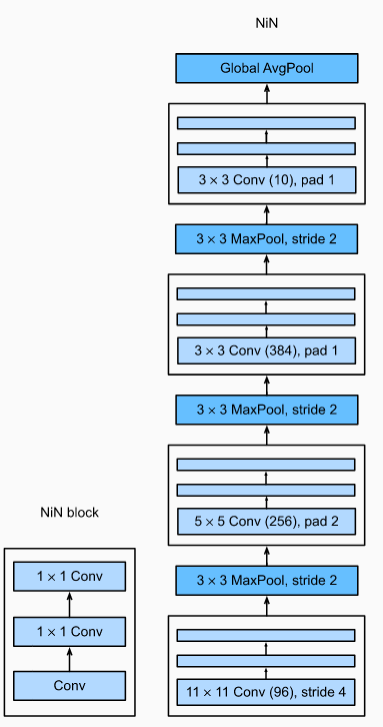 NiN
Global AvgPool
3 × 3 Conv (10), pad 1
3 × 3 MaxPool, stride 2
3 × 3 Conv (384), pad 1
3 × 3 MaxPool, stride 2
5 × 5 Conv (256), pad 2
3 × 3 MaxPool, stride 2
11 × 11 Conv (96), stride 4
NiN block
1 × 1 Conv
1 × 1 Conv
Conv